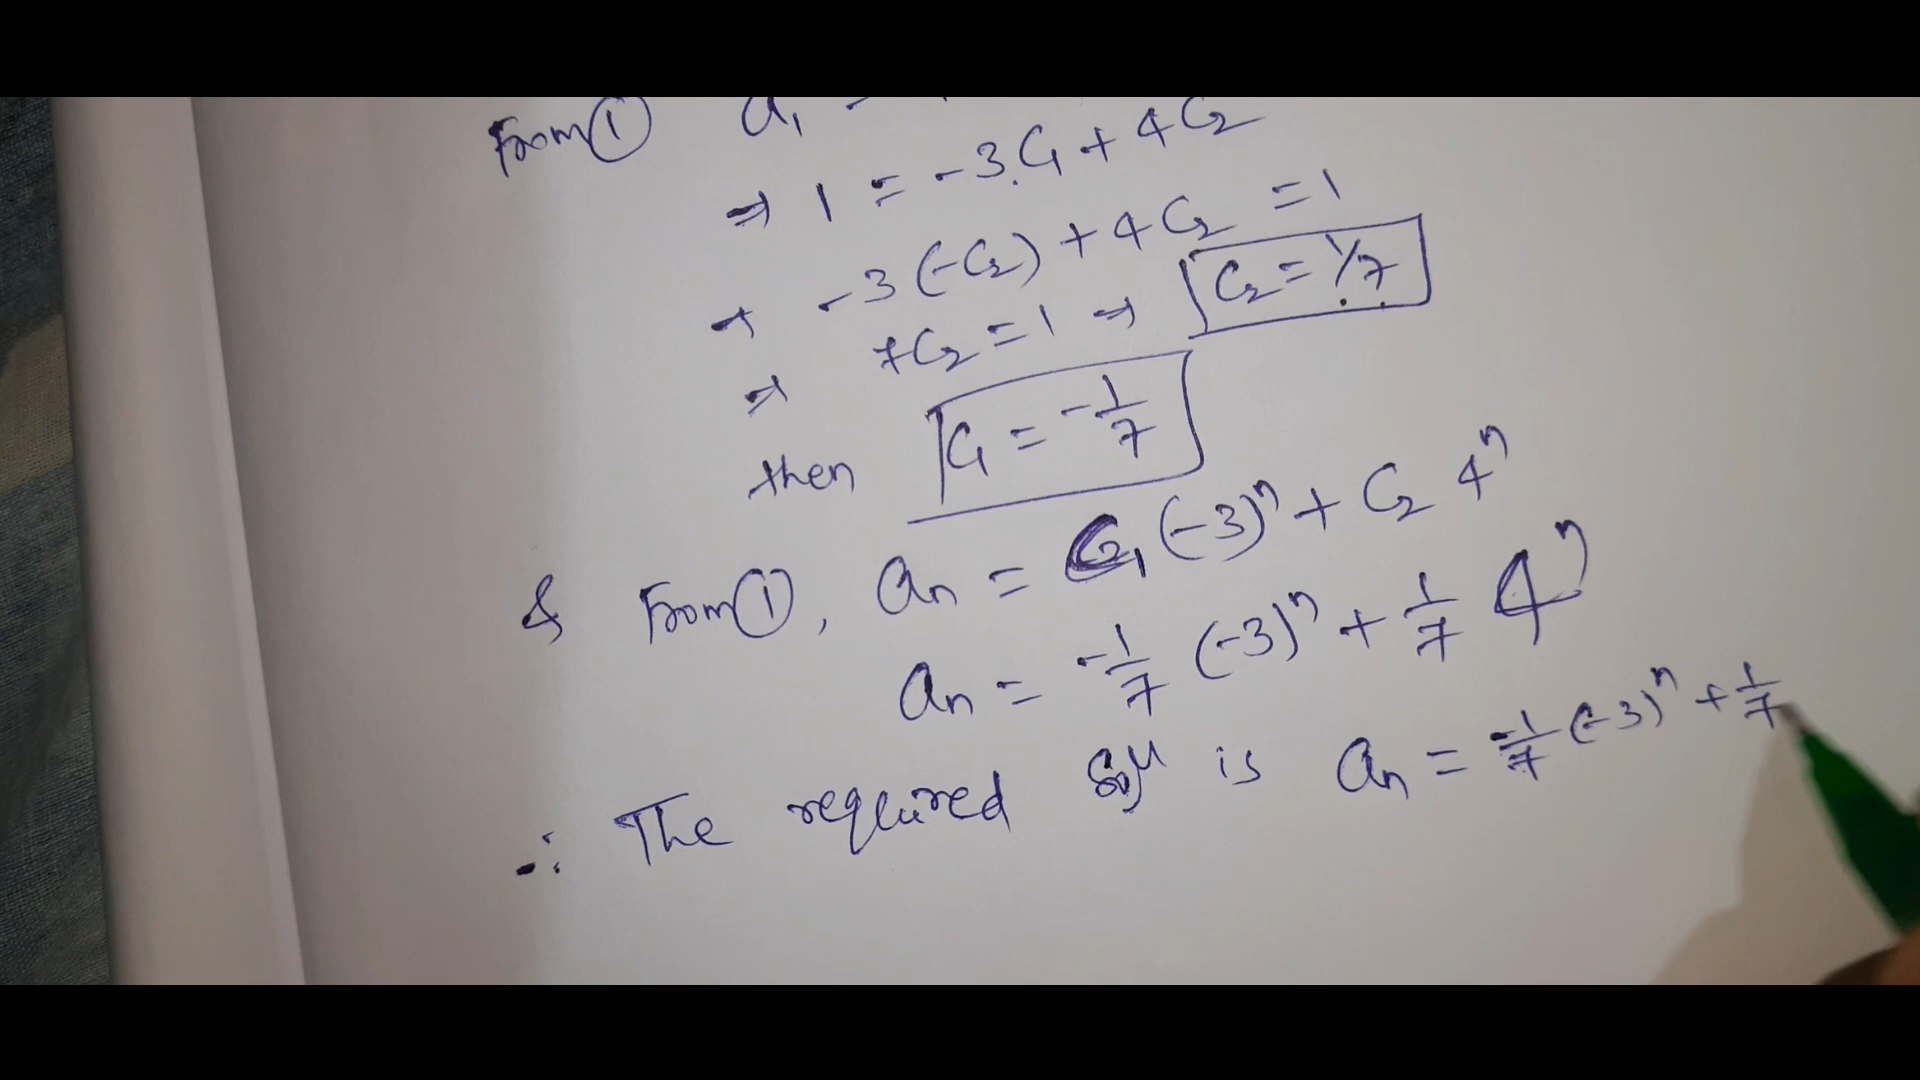 From ① a₁ =
⇒ 1 = -3.C₁ + 4C₂
⇒ -3(-C₂) + 4C₂ = 1
⇒ 7C₂ = 1 ⇒ C₂ = 1/7
then C₁ = -1/7
& From ①, aₙ = C₁(-3)ⁿ + C₂ 4ⁿ
aₙ = -1/7 (-3)ⁿ + 1/7 4ⁿ
∴ The required solⁿ is aₙ = -1/7 (-3)ⁿ + 1/7